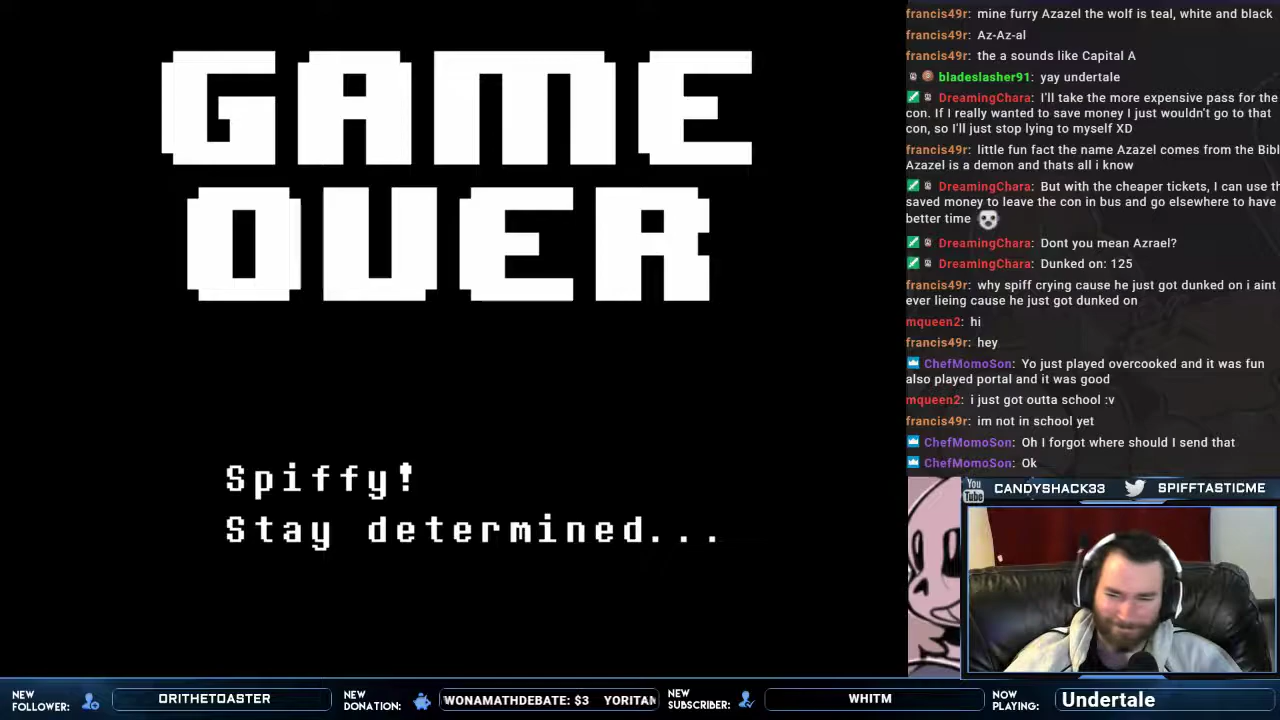 GAME
OVER
Spiffy!
Stay determined...
francis49r: mine furry Azazel the wolf is teal, white and black
francis49r: Az-Az-al
francis49r: the a sounds like Capital A
bladeslasher91: yay undertale
DreamingChara: I'll take the more expensive pass for the
con. If I really wanted to save money I just wouldn't go to that
con, so I'll just stop lying to myself XD
francis49r: little fun fact the name Azazel comes from the Bibl
Azazel is a demon and thats all i know
DreamingChara: But with the cheaper tickets, I can use th
saved money to leave the con in bus and go elsewhere to have
better time
DreamingChara: Dont you mean Azrael?
DreamingChara: Dunked on: 125
francis49r: why spiff crying cause he just got dunked on i aint
ever lieing cause he just got dunked on
mqueen2: hi
francis49r: hey
ChefMomoSon: Yo just played overcooked and it was fun
also played portal and it was good
mqueen2: i just got outta school :v
francis49r: im not in school yet
ChefMomoSon: Oh I forgot where should I send that
ChefMomoSon: Ok
You Tube CANDYSHACK33 SPIFFTASTICME
NEW FOLLOWER: ORITHETOASTER NEW DONATION: WONAMATHDEBATE: $3 YORITAN NEW SUBSCRIBER: WHITM NOW PLAYING: Undertale